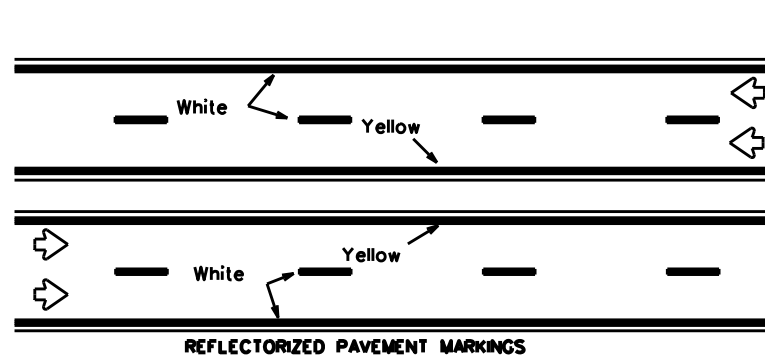 White
Yellow
Yellow
White
REFLECTORIZED PAVEMENT MARKINGS